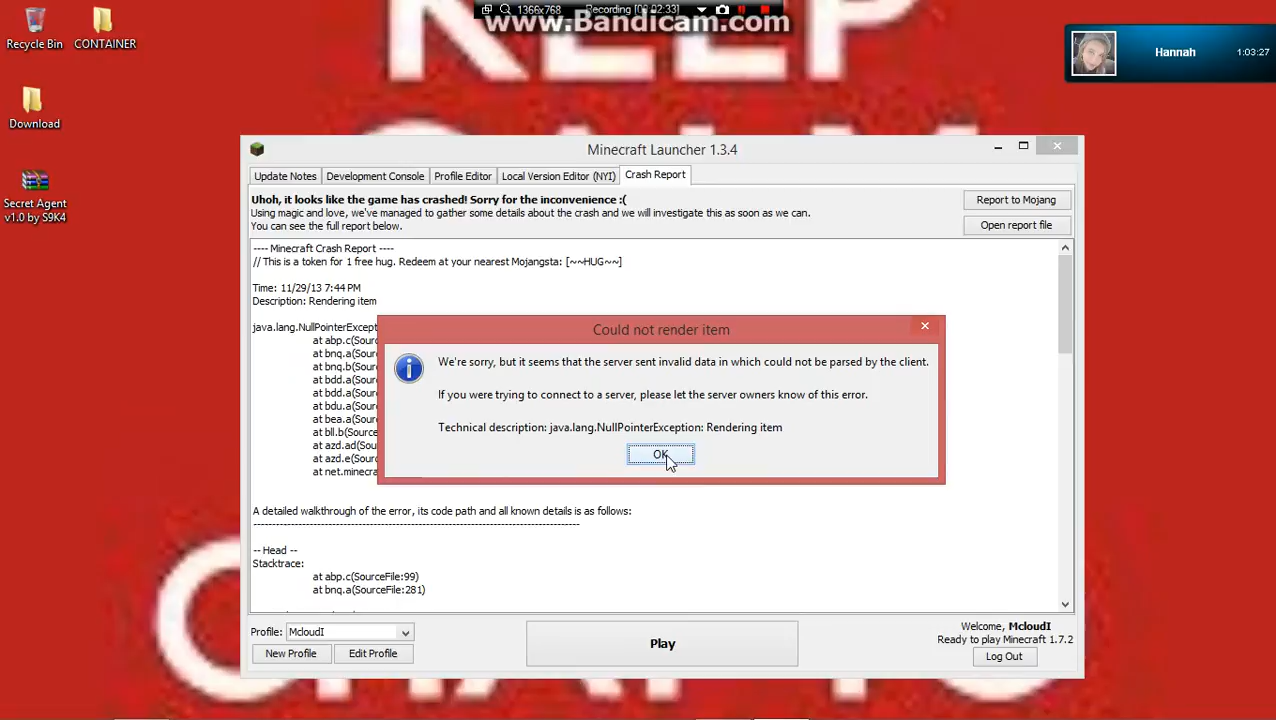 1366x768
Recording [00:02:33]
www.Bandicam.com
KEEP
Recycle Bin
CONTAINER
Hannah
1:03:27
Download
Minecraft Launcher 1.3.4
Update Notes
Development Console
Profile Editor
Local Version Editor (NYI)
Crash Report
Secret Agent
v1.0 by S9K4
Uhoh, it looks like the game has crashed! Sorry for the inconvenience :(
Using magic and love, we've managed to gather some details about the crash and we will investigate this as soon as we can.
You can see the full report below.
Report to Mojang
Open report file
---- Minecraft Crash Report ----
// This is a token for 1 free hug. Redeem at your nearest Mojangsta: [~~HUG~~]
Time: 11/29/13 7:44 PM
Description: Rendering item
java.lang.NullPointerExcept
at abp.c(Sourc
at bnq.a(Sourc
at bnq.b(Sourc
at bdd.a(Sourc
at bdd.a(Sourc
at bdu.a(Sourc
at bea.a(Sourc
at bll.b(Source
at azd.ad(Sour
at azd.e(Sourc
at net.minecra
Could not render item
We're sorry, but it seems that the server sent invalid data in which could not be parsed by the client.
If you were trying to connect to a server, please let the server owners know of this error.
Technical description: java.lang.NullPointerException: Rendering item
OK
A detailed walkthrough of the error, its code path and all known details is as follows:
---------------------------------------------------------------------------------------
-- Head --
Stacktrace:
at abp.c(SourceFile:99)
at bnq.a(SourceFile:281)
Profile: McloudI
New Profile
Edit Profile
Play
Welcome, McloudI
Ready to play Minecraft 1.7.2
Log Out